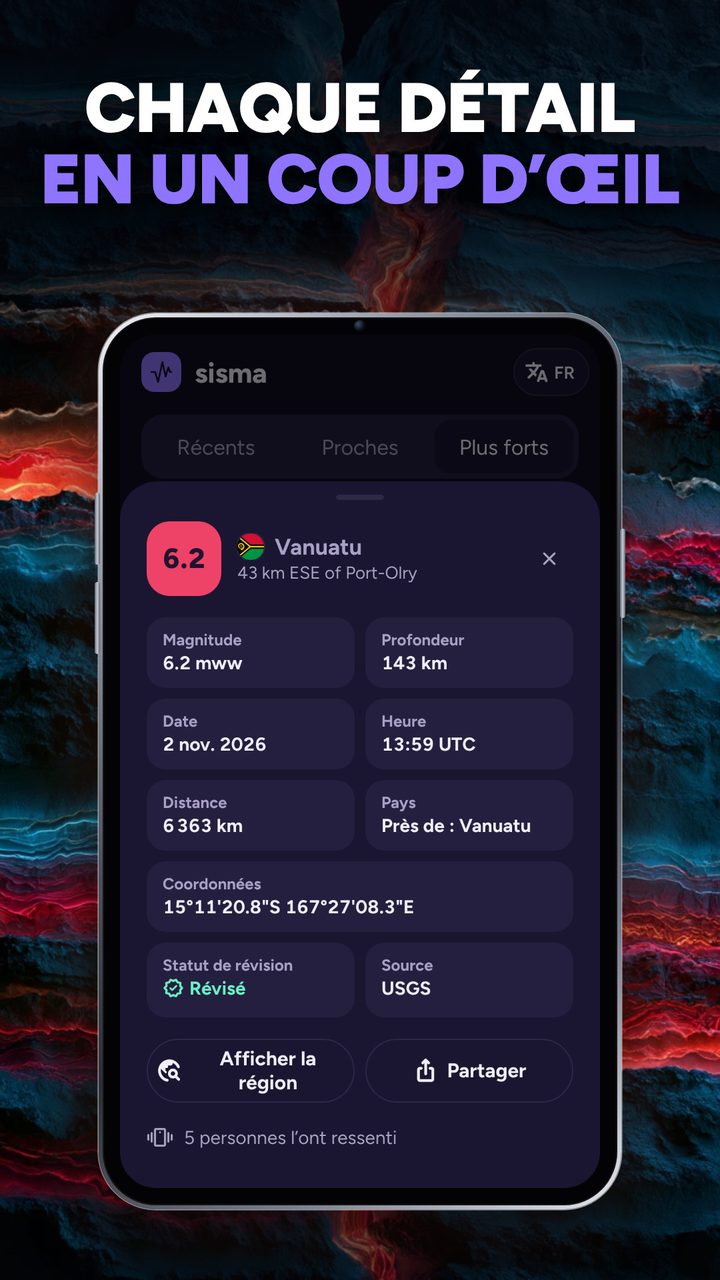 CHAQUE DÉTAIL
EN UN COUP D’ŒIL
sisma
FR
Récents
Proches
Plus forts
6.2
Vanuatu
43 km ESE of Port-Olry
Magnitude
6.2 mww
Profondeur
143 km
Date
2 nov. 2026
Heure
13:59 UTC
Distance
6 363 km
Pays
Près de : Vanuatu
Coordonnées
15°11'20.8"S 167°27'08.3"E
Statut de révision
Révisé
Source
USGS
Afficher la
région
Partager
5 personnes l’ont ressenti